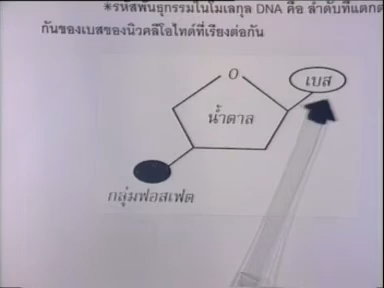 *รหัสพันธุกรรมในโมเลกุล DNA คือ ลำดับที่แตกต
กันของเบสของนิวคลีโอไทด์ที่เรียงต่อกัน
O
เบส
น้ำตาล
กลุ่มฟอสเฟต